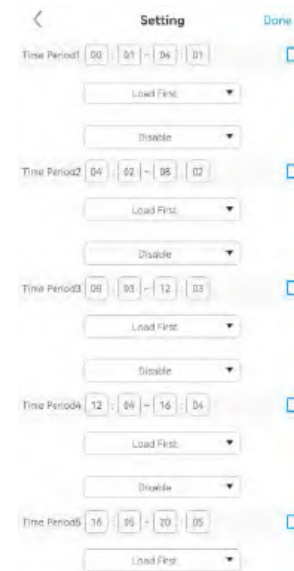 Setting Done
Time Period1 00 : 01 ~ 04 : 01
Load First
Disable
Time Period2 04 : 02 ~ 08 : 02
Load First
Disable
Time Period3 08 : 03 ~ 12 : 03
Load First
Disable
Time Period4 12 : 04 ~ 16 : 04
Load First
Disable
Time Period5 16 : 05 ~ 20 : 05
Load First